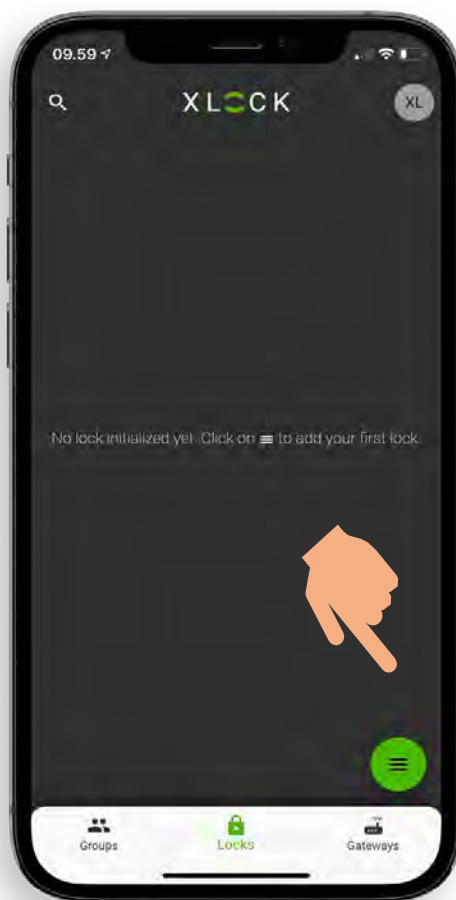 09.59
XLOCK
XL
No lock initialized yet. Click on to add your first lock.
Groups
Locks
Gateways